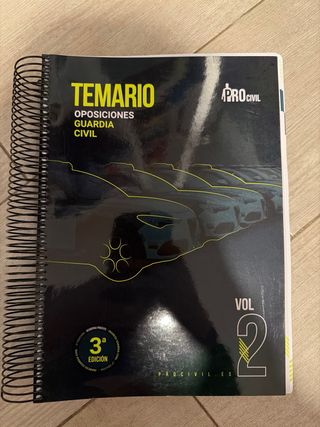 TEMARIO
OPOSICIONES
GUARDIA
CIVIL
PRO CIVIL
VOL
2
3ª
EDICIÓN
PROCIVIL.ES